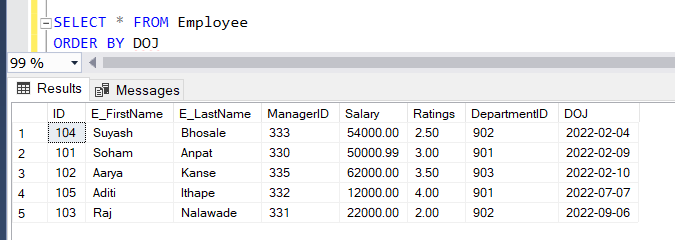 SELECT * FROM Employee
ORDER BY DOJ
99 %
Results Messages
ID E_FirstName E_LastName ManagerID Salary Ratings DepartmentID DOJ
1 104 Suyash Bhosale 333 54000.00 2.50 902 2022-02-04
2 101 Soham Anpat 330 50000.99 3.00 901 2022-02-09
3 102 Aarya Kanse 335 62000.00 3.50 903 2022-02-10
4 105 Aditi Ithape 332 12000.00 4.00 901 2022-07-07
5 103 Raj Nalawade 331 22000.00 2.00 902 2022-09-06